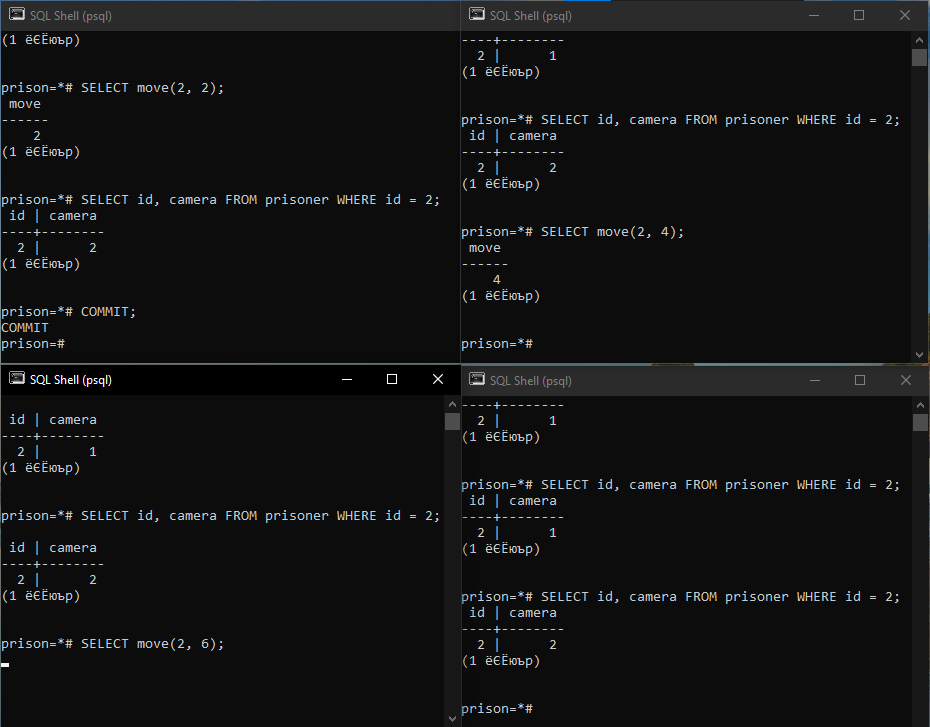 SQL Shell (psql)
(1 ёЄЁюър)
prison=*# SELECT move(2, 2);
move
------
2
(1 ёЄЁюър)
prison=*# SELECT id, camera FROM prisoner WHERE id = 2;
id | camera
----+--------
2 | 2
(1 ёЄЁюър)
prison=*# COMMIT;
COMMIT
prison=#
SQL Shell (psql)
----+--------
2 | 1
(1 ёЄЁюър)
prison=*# SELECT id, camera FROM prisoner WHERE id = 2;
id | camera
----+--------
2 | 2
(1 ёЄЁюър)
prison=*# SELECT move(2, 4);
move
------
4
(1 ёЄЁюър)
prison=*#
SQL Shell (psql)
id | camera
----+--------
2 | 1
(1 ёЄЁюър)
prison=*# SELECT id, camera FROM prisoner WHERE id = 2;
id | camera
----+--------
2 | 2
(1 ёЄЁюър)
prison=*# SELECT move(2, 6);
SQL Shell (psql)
----+--------
2 | 1
(1 ёЄЁюър)
prison=*# SELECT id, camera FROM prisoner WHERE id = 2;
id | camera
----+--------
2 | 1
(1 ёЄЁюър)
prison=*# SELECT id, camera FROM prisoner WHERE id = 2;
id | camera
----+--------
2 | 2
(1 ёЄЁюър)
prison=*#